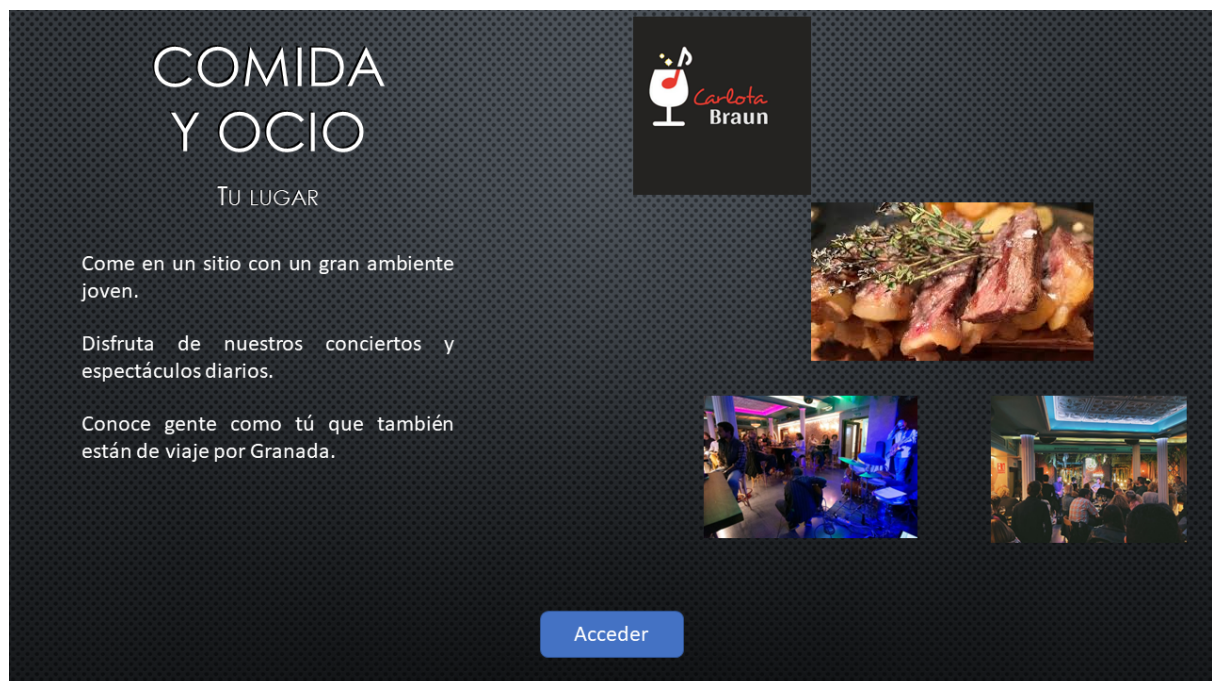 COMIDA
Y OCIO
TU LUGAR
Come en un sitio con un gran ambiente
joven.
Disfruta de nuestros conciertos y
espectáculos diarios.
Conoce gente como tú que también
están de viaje por Granada.
Carlota
Braun
Acceder